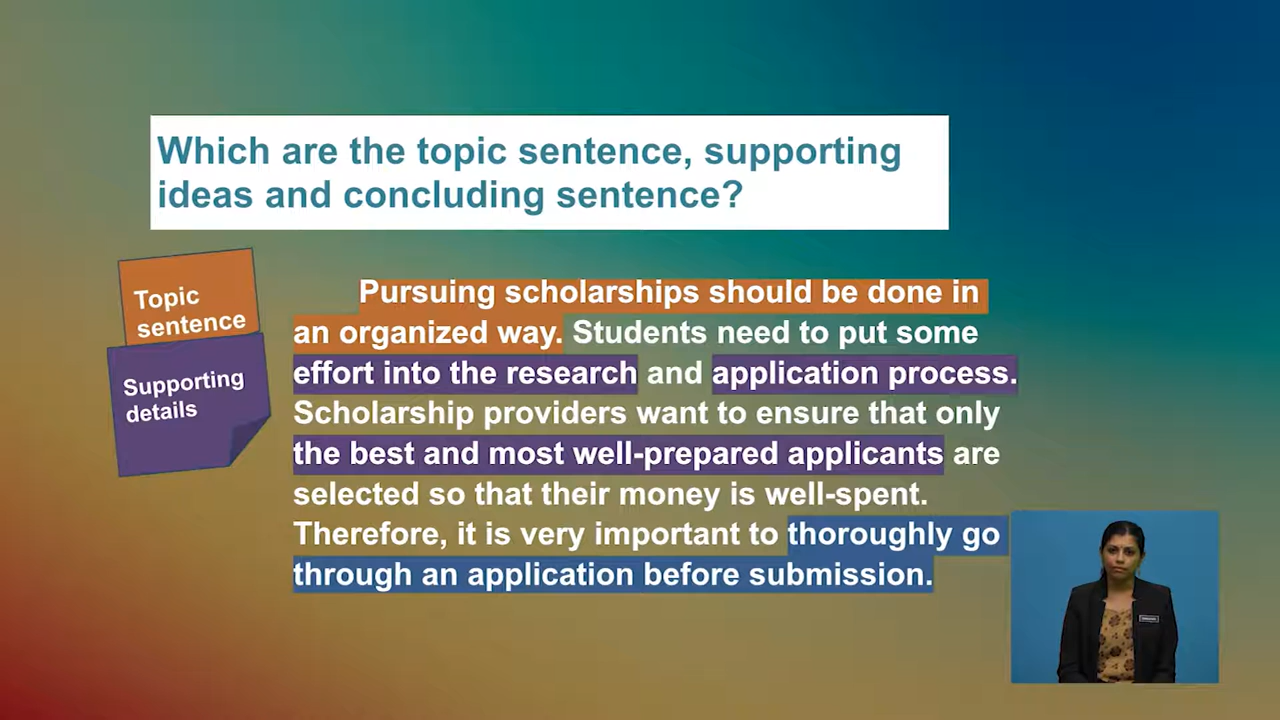 Which are the topic sentence, supporting
ideas and concluding sentence?
Topic
sentence
Supporting
details
Pursuing scholarships should be done in
an organized way. Students need to put some
effort into the research and application process.
Scholarship providers want to ensure that only
the best and most well-prepared applicants are
selected so that their money is well-spent.
Therefore, it is very important to thoroughly go
through an application before submission.